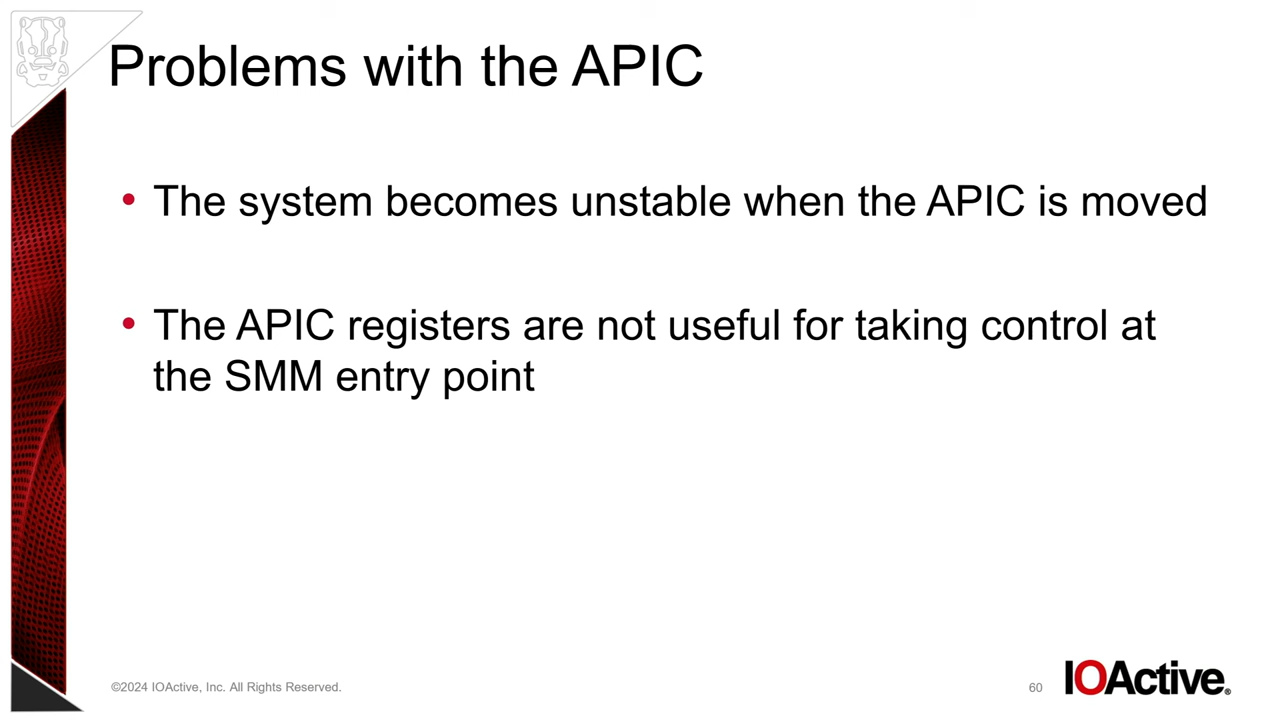 Problems with the APIC
• The system becomes unstable when the APIC is moved
• The APIC registers are not useful for taking control at
the SMM entry point
©2024 IOActive, Inc. All Rights Reserved.
60
IOActive®